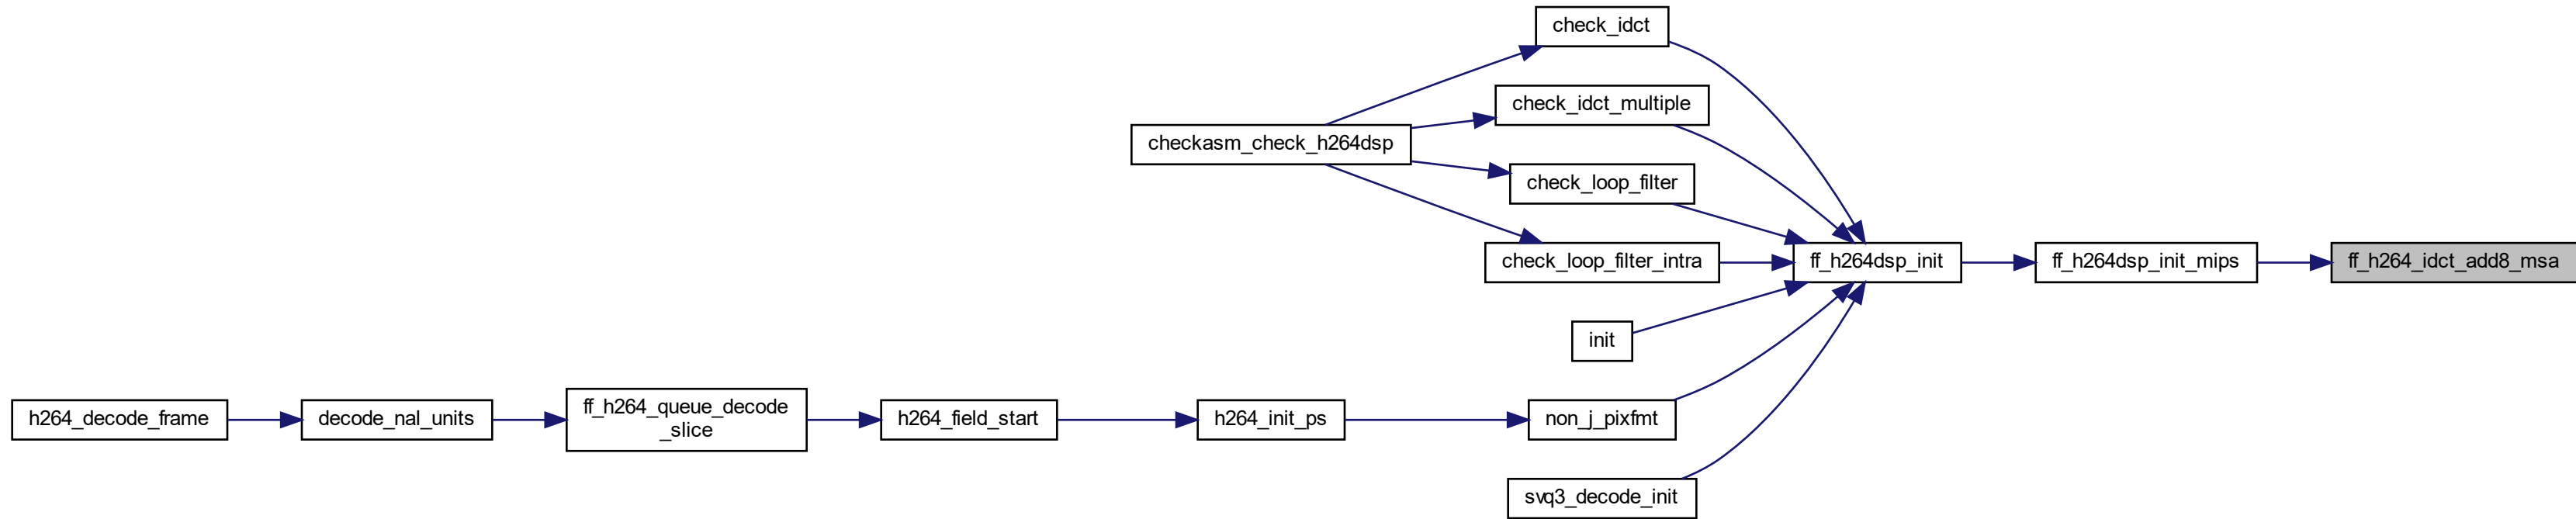 check_idct
check_idct_multiple
checkasm_check_h264dsp
check_loop_filter
check_loop_filter_intra
ff_h264dsp_init
ff_h264dsp_init_mips
ff_h264_idct_add8_msa
init
h264_decode_frame
decode_nal_units
ff_h264_queue_decode
_slice
h264_field_start
h264_init_ps
non_j_pixfmt
svq3_decode_init